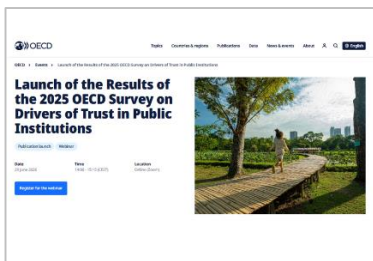 OECD
Topics Countries & regions Publications Data News & events About English
OECD > Events > Launch of the Results of the 2025 OECD Survey on Drivers of Trust in Public Institutions
Launch of the Results of
the 2025 OECD Survey on
Drivers of Trust in Public
Institutions
Publication launch Webinar
Date Time Location
Online (Zoom)
Register for the webinar